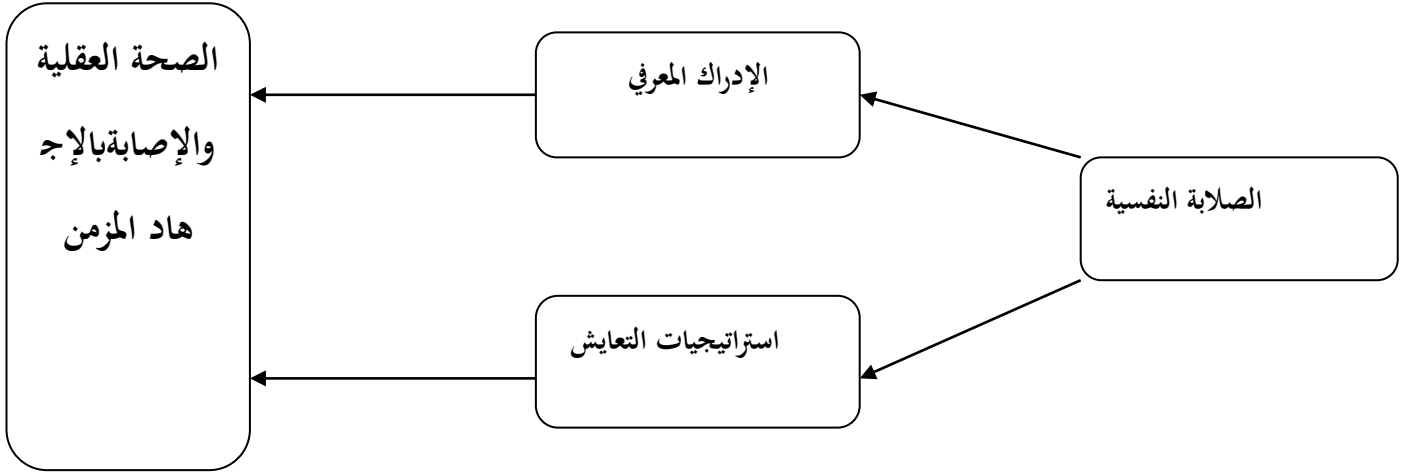 الصحة العقلية
والإصابةبالإج
هاد المزمن
الإدراك المعرفي
الصلابة النفسية
استراتيجيات التعايش